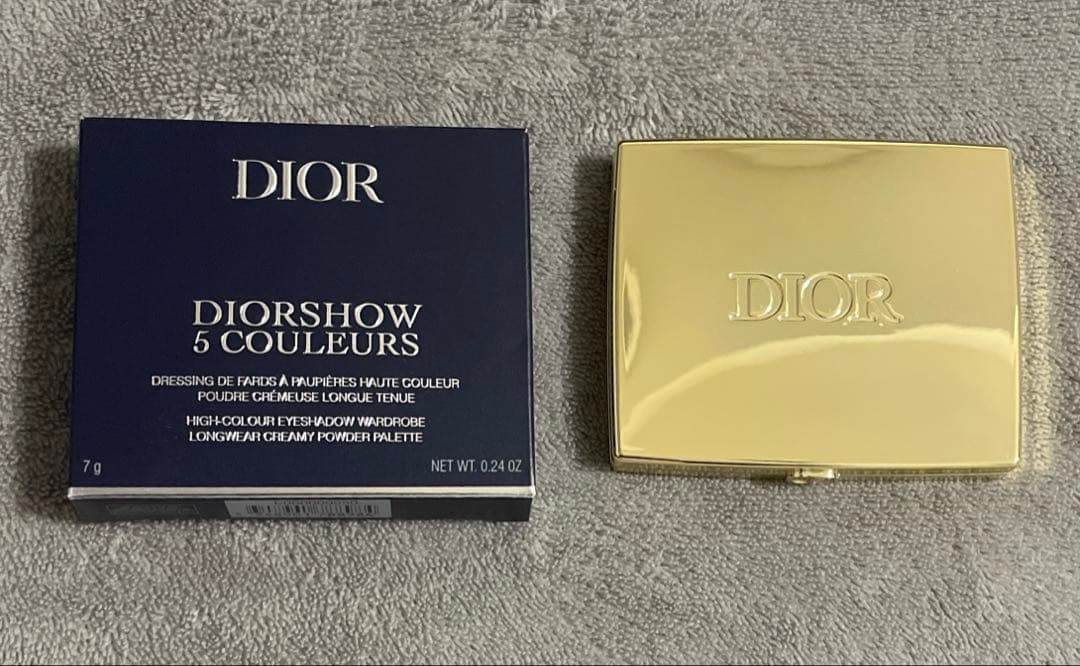 DIOR
DIORSHOW
5 COULEURS
DRESSING DE FARDS À PAUPIÈRES HAUTE COULEUR
POUDRE CRÉMEUSE LONGUE TENUE
HIGH-COLOUR EYESHADOW WARDROBE
LONGWEAR CREAMY POWDER PALETTE
7 g
NET WT. 0.24 OZ
DIOR